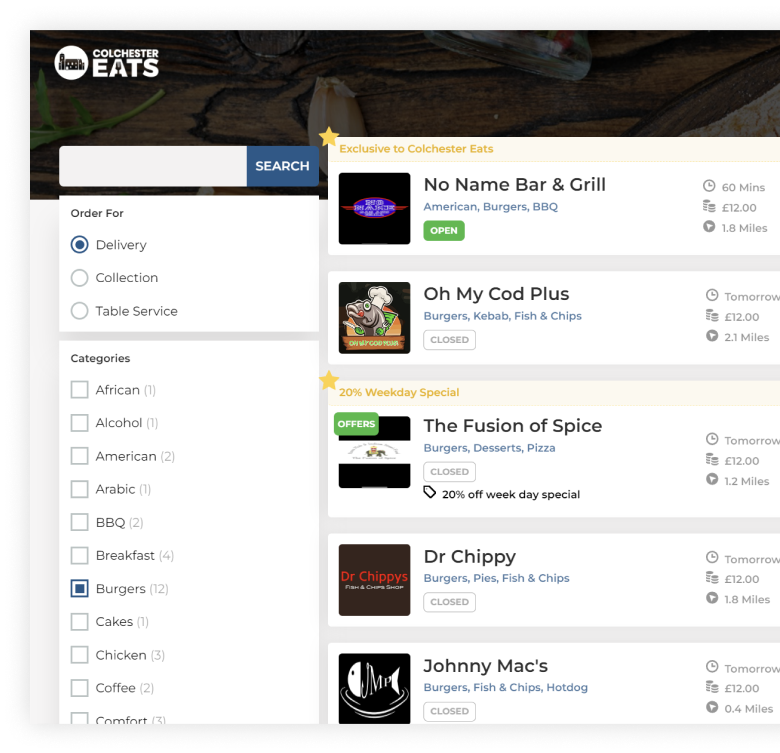 COLCHESTER
EATS
SEARCH
Order For
Delivery
Collection
Table Service
Categories
African (1)
Alcohol (1)
American (2)
Arabic (1)
BBQ (2)
Breakfast (4)
Burgers (12)
Cakes (1)
Chicken (3)
Coffee (2)
Comfort (3)
Exclusive to Colchester Eats
NO NAME
No Name Bar & Grill
American, Burgers, BBQ
OPEN
60 Mins
£12.00
1.8 Miles
OH MY COD PLUS
Oh My Cod Plus
Burgers, Kebab, Fish & Chips
CLOSED
Tomorrow
£12.00
2.1 Miles
20% Weekday Special
OFFERS
The Fusion of Spice
Burgers, Desserts, Pizza
CLOSED
20% off week day special
Tomorrow
£12.00
1.2 Miles
Dr Chippys
Fish & Chips Shop
Dr Chippy
Burgers, Pies, Fish & Chips
CLOSED
Tomorrow
£12.00
1.8 Miles
Johnny Mac's
Burgers, Fish & Chips, Hotdog
CLOSED
Tomorrow
£12.00
0.4 Miles